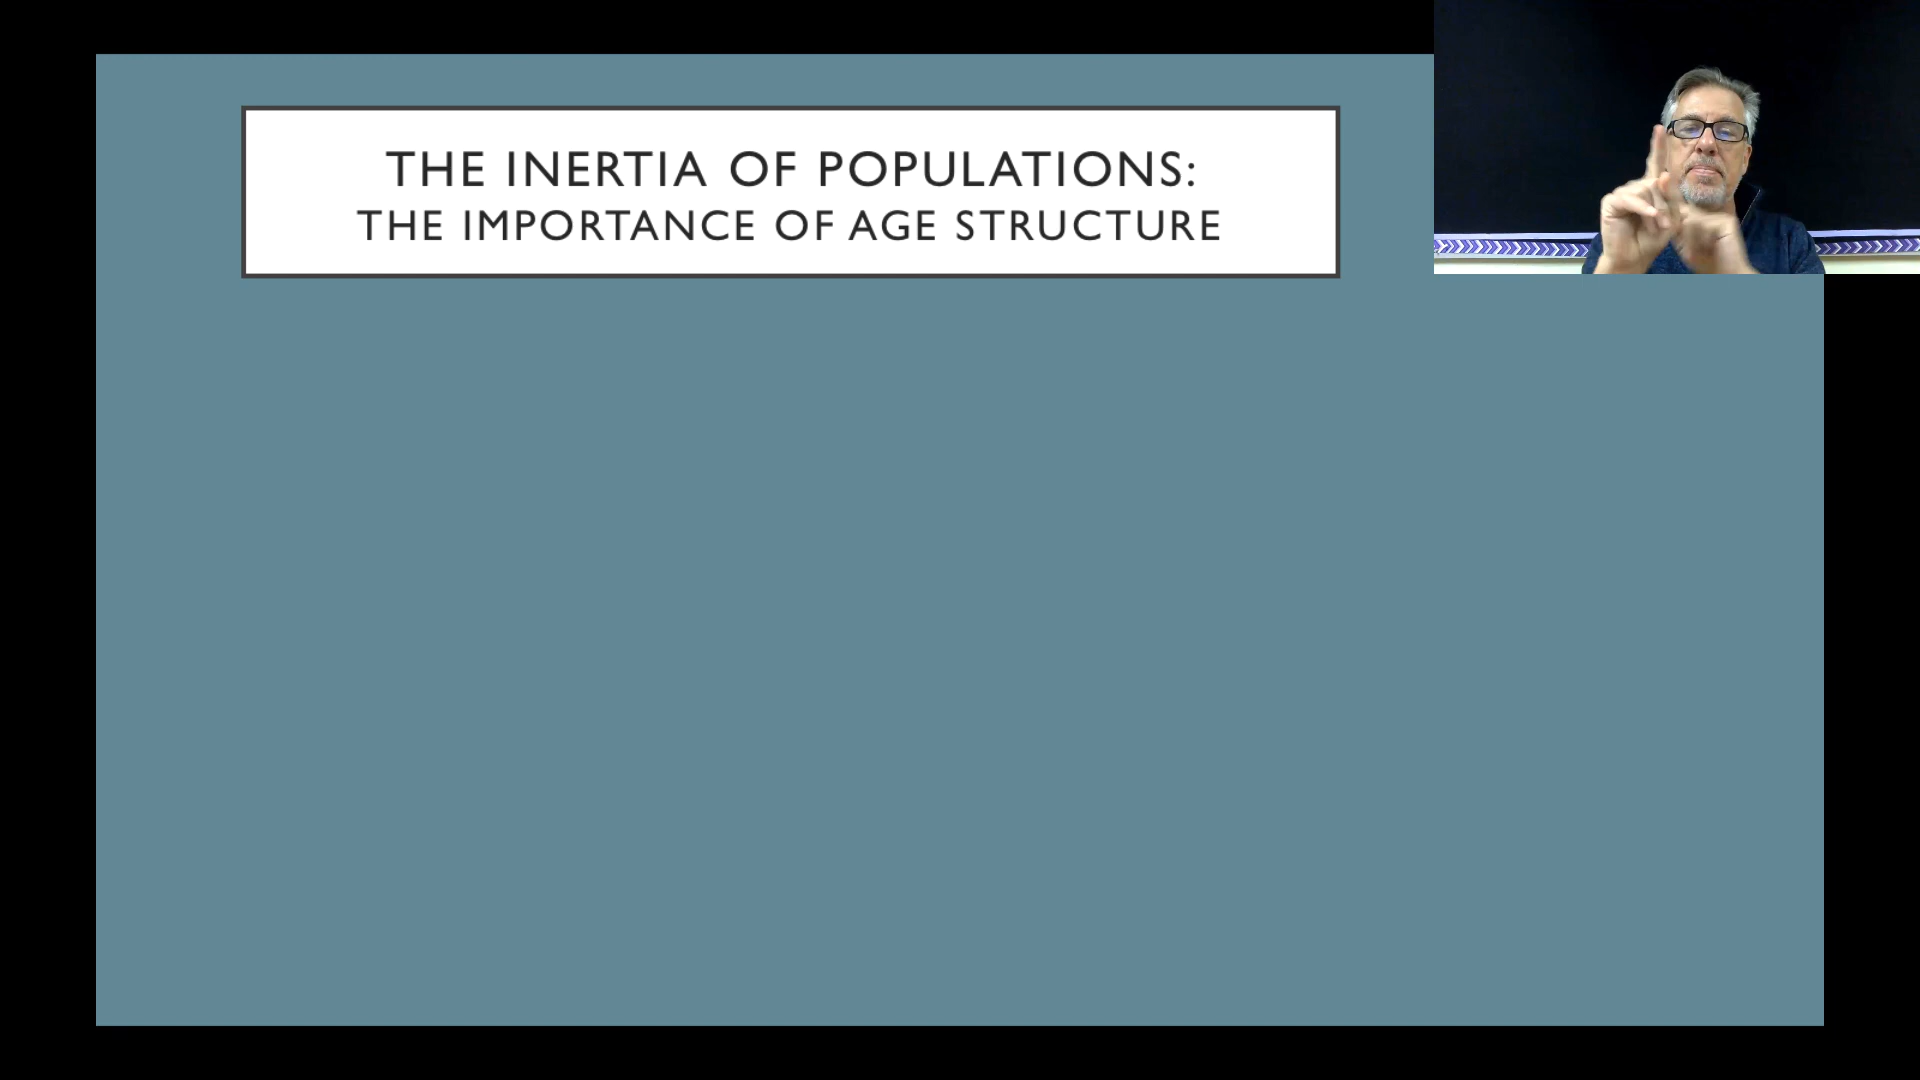 THE INERTIA OF POPULATIONS:
THE IMPORTANCE OF AGE STRUCTURE